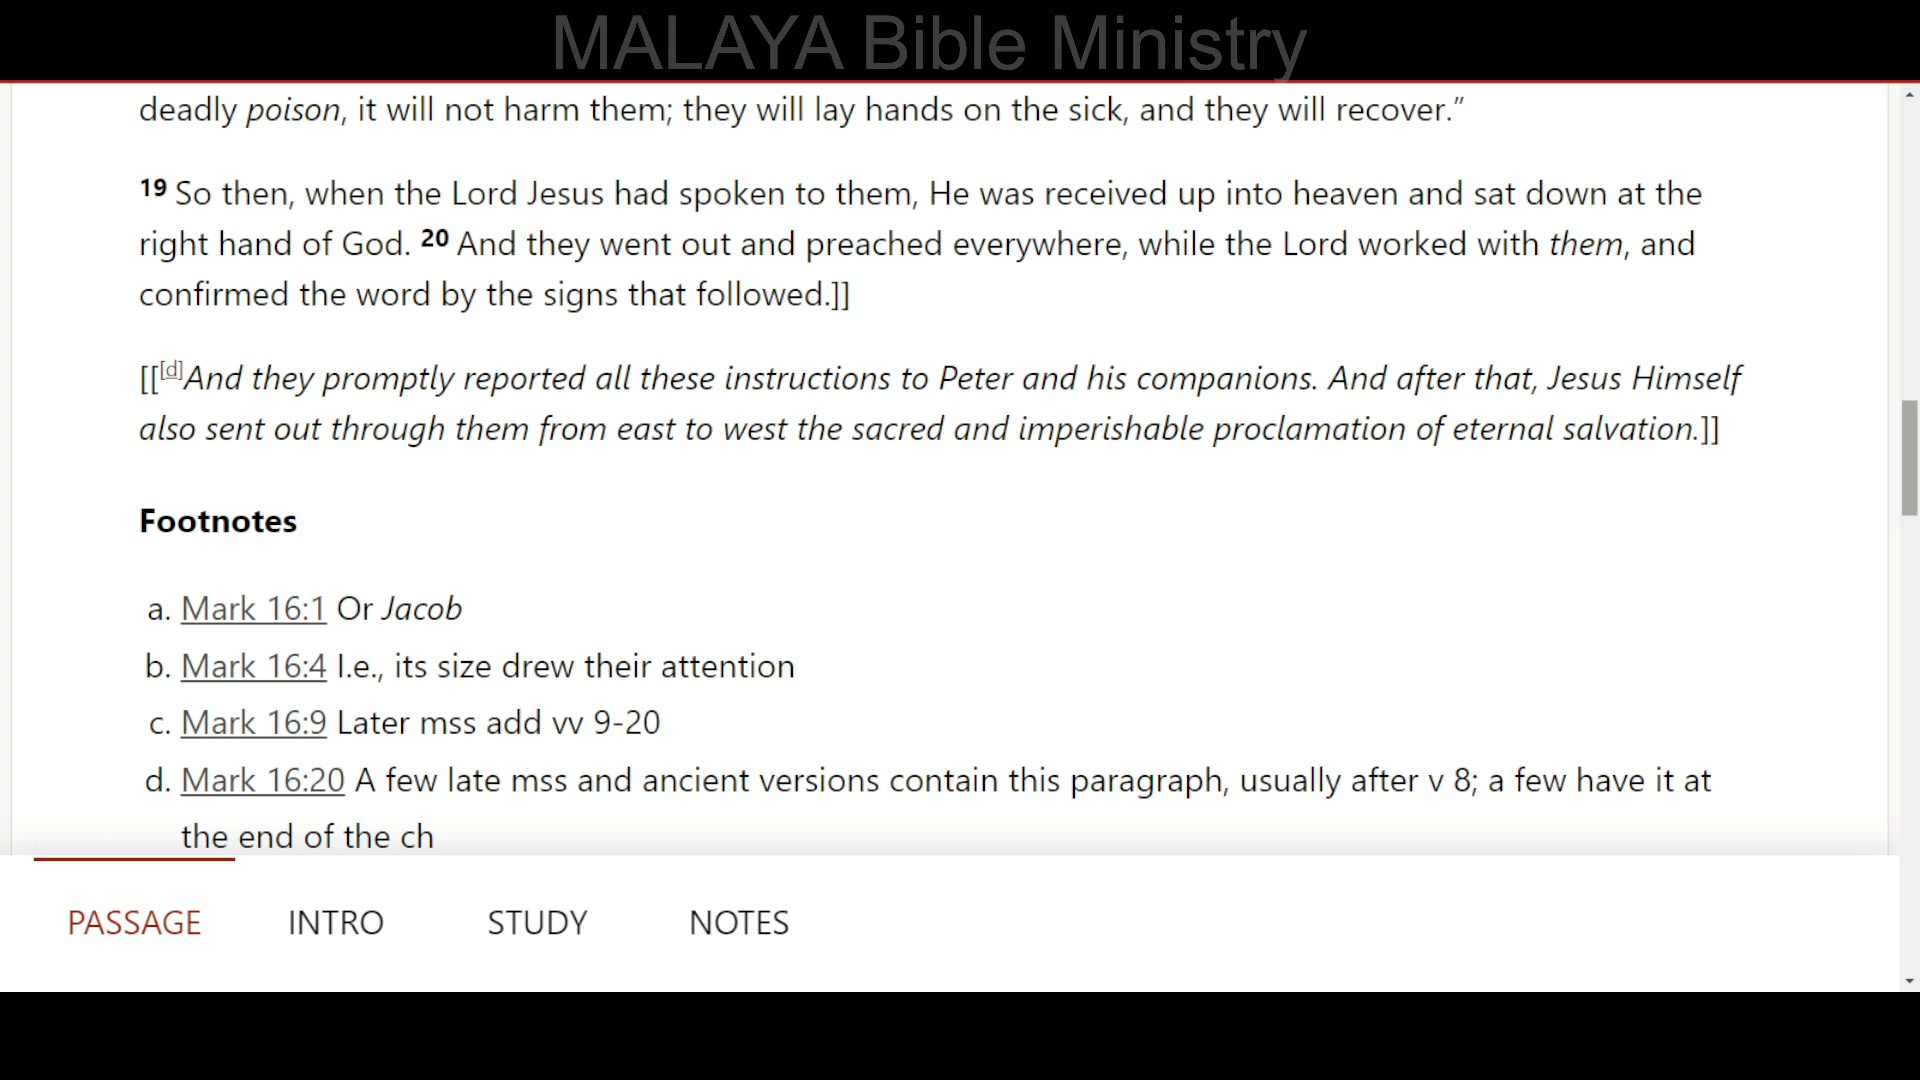 MALAYA Bible Ministry
deadly poison, it will not harm them; they will lay hands on the sick, and they will recover.”
19 So then, when the Lord Jesus had spoken to them, He was received up into heaven and sat down at the
right hand of God. 20 And they went out and preached everywhere, while the Lord worked with them, and
confirmed the word by the signs that followed.]]
[[[d]And they promptly reported all these instructions to Peter and his companions. And after that, Jesus Himself
also sent out through them from east to west the sacred and imperishable proclamation of eternal salvation.]]
Footnotes
a. Mark 16:1 Or Jacob
b. Mark 16:4 I.e., its size drew their attention
c. Mark 16:9 Later mss add vv 9-20
d. Mark 16:20 A few late mss and ancient versions contain this paragraph, usually after v 8; a few have it at
the end of the ch
PASSAGE INTRO STUDY NOTES